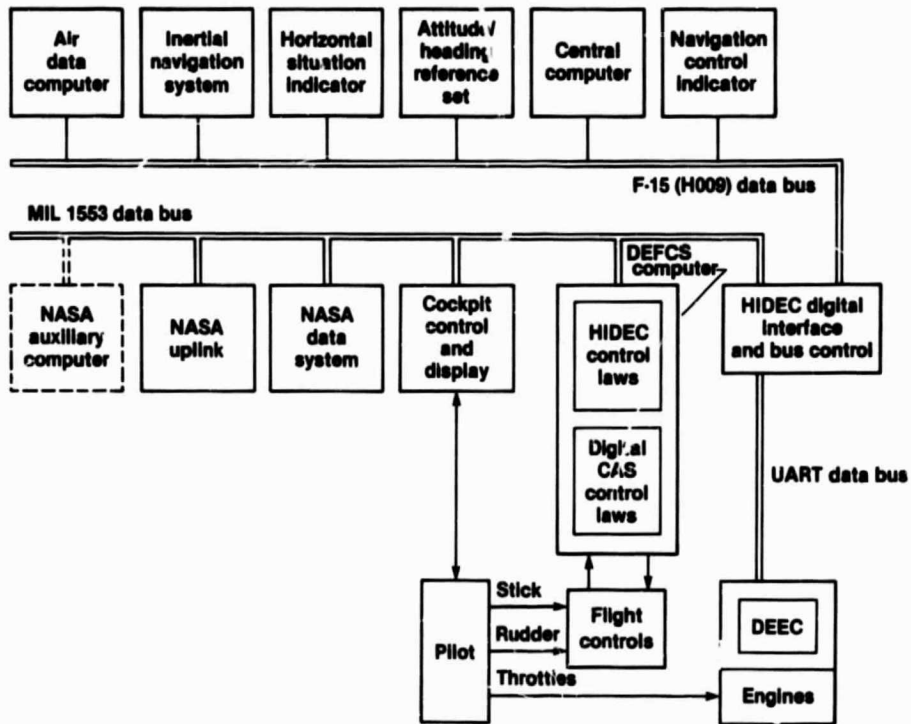 Air
data
computer
Inertial
navigation
system
Horizontal
situation
indicator
Attitude/
heading
reference
set
Central
computer
Navigation
control
indicator
F-15 (H009) data bus
MIL 1553 data bus
DEFCS
computer
NASA
auxiliary
computer
NASA
uplink
NASA
data
system
Cockpit
control
and
display
HIDEC
control
laws
HIDEC digital
interface
and bus control
Digital
CAS
control
laws
UART data bus
Pilot
Stick
Rudder
Throttles
Flight
controls
DEEC
Engines